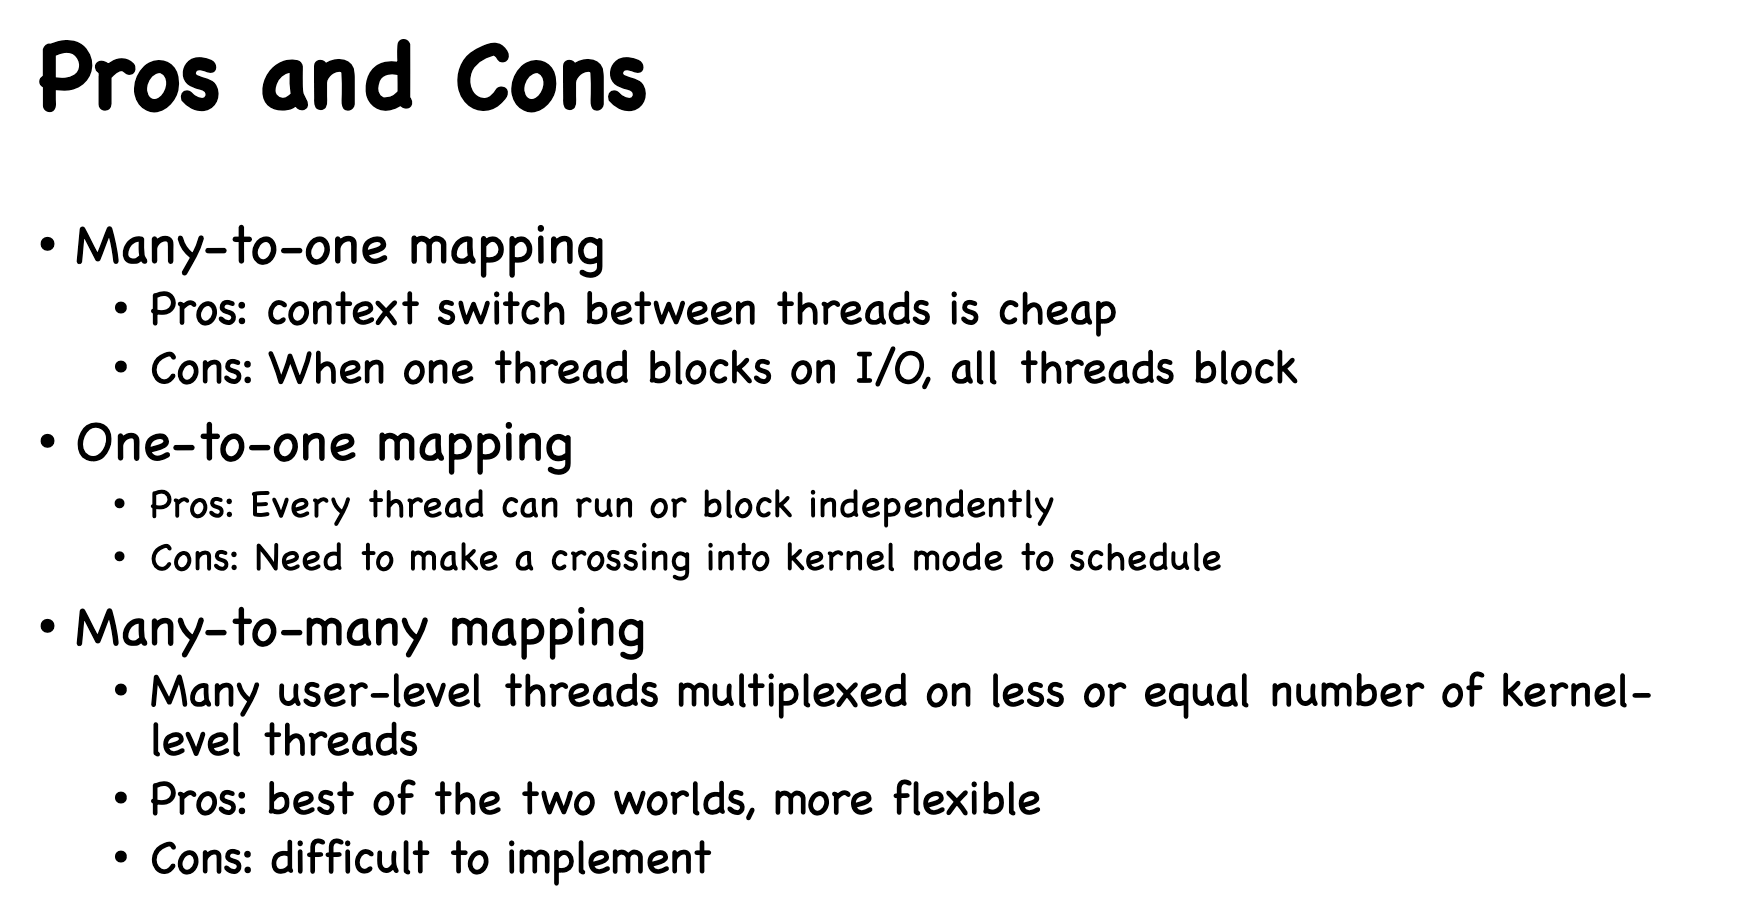 Pros and Cons
• Many-to-one mapping
• Pros: context switch between threads is cheap
• Cons: When one thread blocks on I/O, all threads block
• One-to-one mapping
• Pros: Every thread can run or block independently
• Cons: Need to make a crossing into kernel mode to schedule
• Many-to-many mapping
• Many user-level threads multiplexed on less or equal number of kernel-
level threads
• Pros: best of the two worlds, more flexible
• Cons: difficult to implement